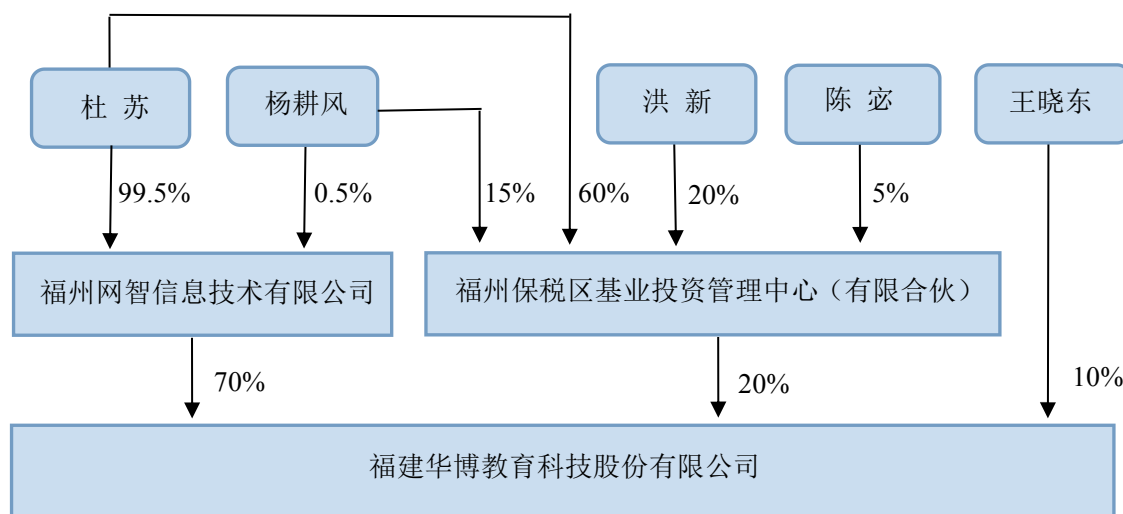 杜 苏
杨耕风
洪 新
陈 宓
王晓东
99.5%
0.5%
15%
60%
20%
5%
福州网智信息技术有限公司
福州保税区基业投资管理中心（有限合伙）
70%
20%
10%
福建华博教育科技股份有限公司